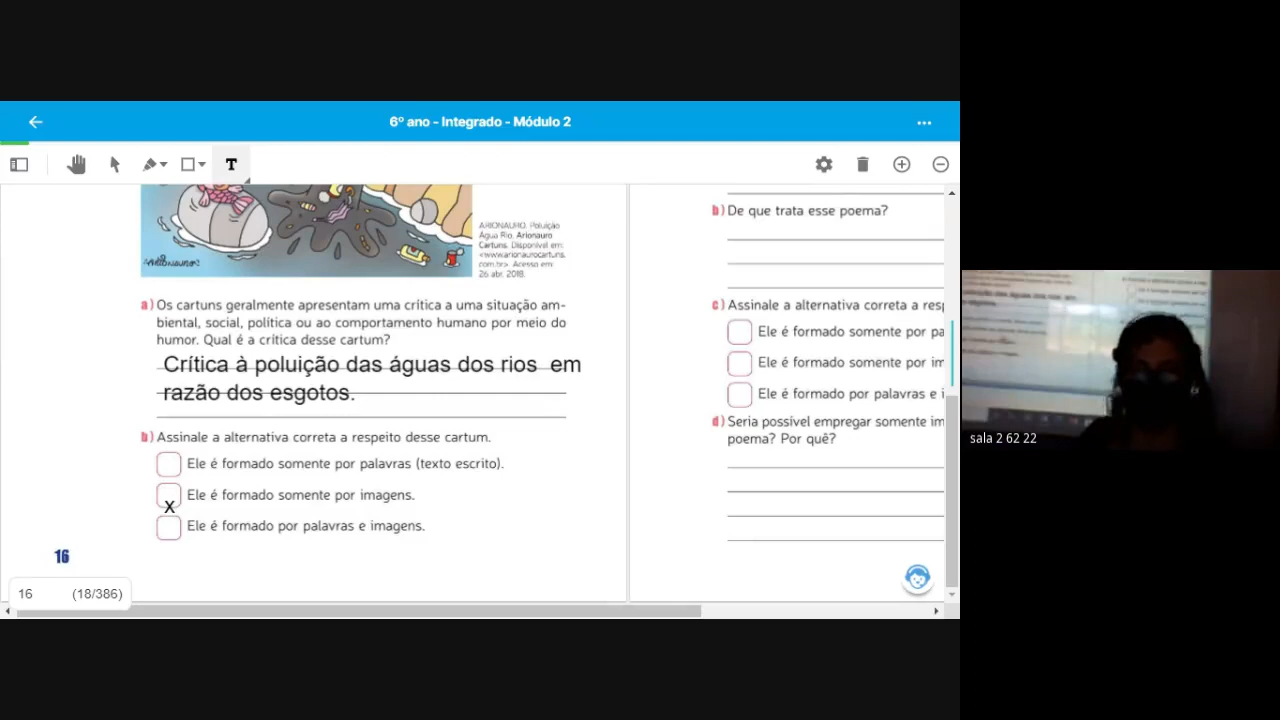 6º ano - Integrado - Módulo 2
T
ARIONAURO. Poluição
Água Rio. Arionauro
Cartuns. Disponível em:
<www.arionaurocartuns.
com.br>. Acesso em:
26 abr. 2018.
ARIONAURO
a) Os cartuns geralmente apresentam uma crítica a uma situação am-
biental, social, política ou ao comportamento humano por meio do
humor. Qual é a crítica desse cartum?
Crítica à poluição das águas dos rios em
razão dos esgotos.
b) Assinale a alternativa correta a respeito desse cartum.
Ele é formado somente por palavras (texto escrito).
Ele é formado somente por imagens.
x
Ele é formado por palavras e imagens.
16
16 (18/386)
b) De que trata esse poema?
c) Assinale a alternativa correta a resp
Ele é formado somente por pa
Ele é formado somente por im
Ele é formado por palavras e i
d) Seria possível empregar somente im
poema? Por quê?
sala 2 62 22